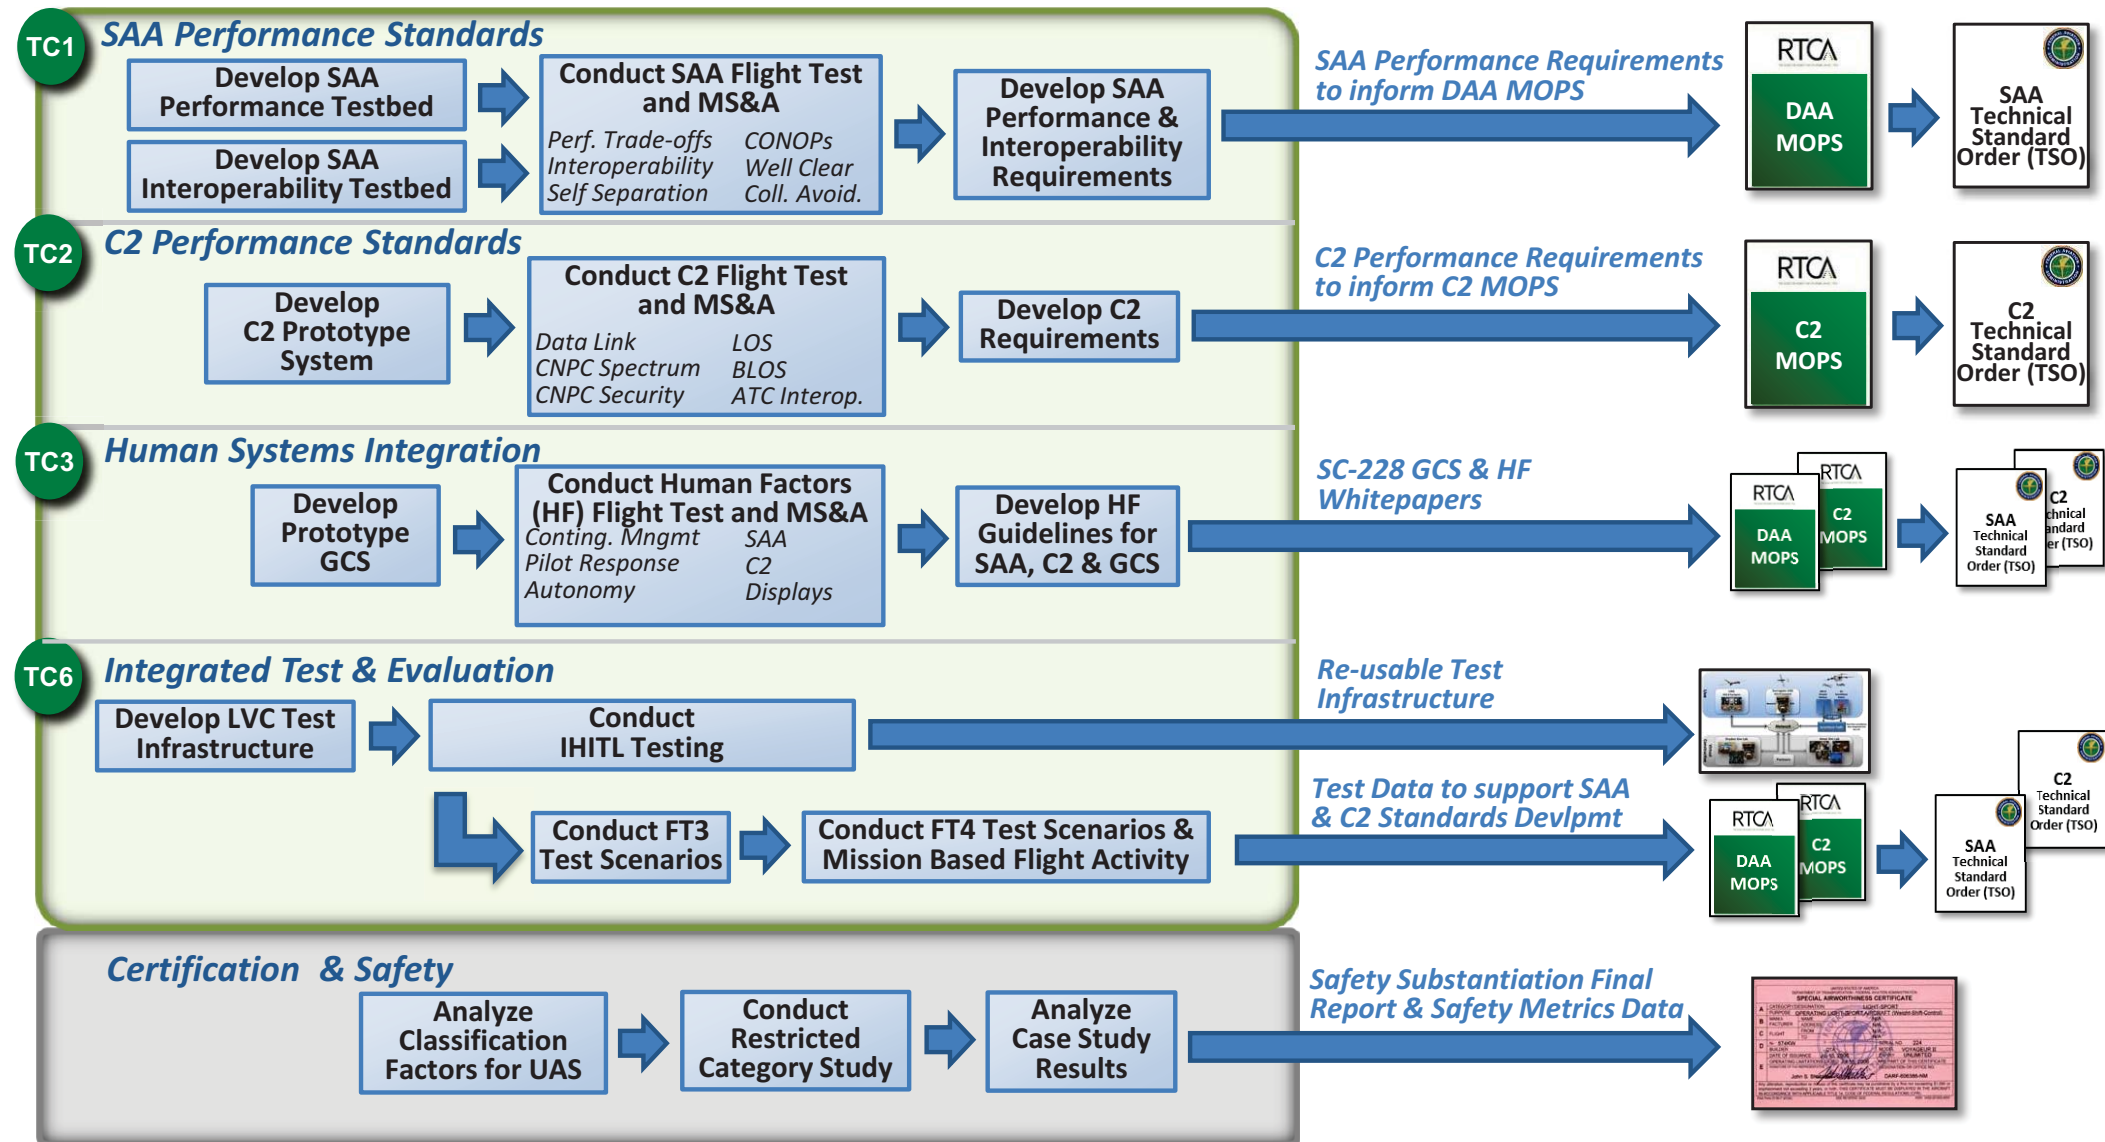 TC1
SAA Performance Standards
Develop SAA
Performance Testbed
Develop SAA
Interoperability Testbed
Conduct SAA Flight Test
and MS&A
Perf. Trade-offs CONOPs
Interoperability Well Clear
Self Separation Coll. Avoid.
Develop SAA
Performance &
Interoperability
Requirements
SAA Performance Requirements
to inform DAA MOPS
RTCA
DAA
MOPS
SAA
Technical
Standard
Order (TSO)
TC2
C2 Performance Standards
Develop
C2 Prototype
System
Conduct C2 Flight Test
and MS&A
Data Link LOS
CNPC Spectrum BLOS
CNPC Security ATC Interop.
Develop C2
Requirements
C2 Performance Requirements
to inform C2 MOPS
RTCA
C2
MOPS
C2
Technical
Standard
Order (TSO)
TC3
Human Systems Integration
Develop
Prototype
GCS
Conduct Human Factors
(HF) Flight Test and MS&A
Conting. Mngmt SAA
Pilot Response C2
Autonomy Displays
Develop HF
Guidelines for
SAA, C2 & GCS
SC-228 GCS & HF
Whitepapers
RTCA
DAA
MOPS
RTCA
C2
MOPS
SAA
Technical
Standard
Order (TSO)
C2
chnical
andard
er (TSO)
TC6
Integrated Test & Evaluation
Develop LVC Test
Infrastructure
Conduct
IHITL Testing
Re-usable Test
Infrastructure
Conduct FT3
Test Scenarios
Conduct FT4 Test Scenarios &
Mission Based Flight Activity
Test Data to support SAA
& C2 Standards Devlpmt
RTCA
DAA
MOPS
RTCA
C2
MOPS
SAA
Technical
Standard
Order (TSO)
C2
Technical
Standard
Order (TSO)
Certification & Safety
Analyze
Classification
Factors for UAS
Conduct
Restricted
Category Study
Analyze
Case Study
Results
Safety Substantiation Final
Report & Safety Metrics Data
SPECIAL AIRWORTHINESS CERTIFICATE